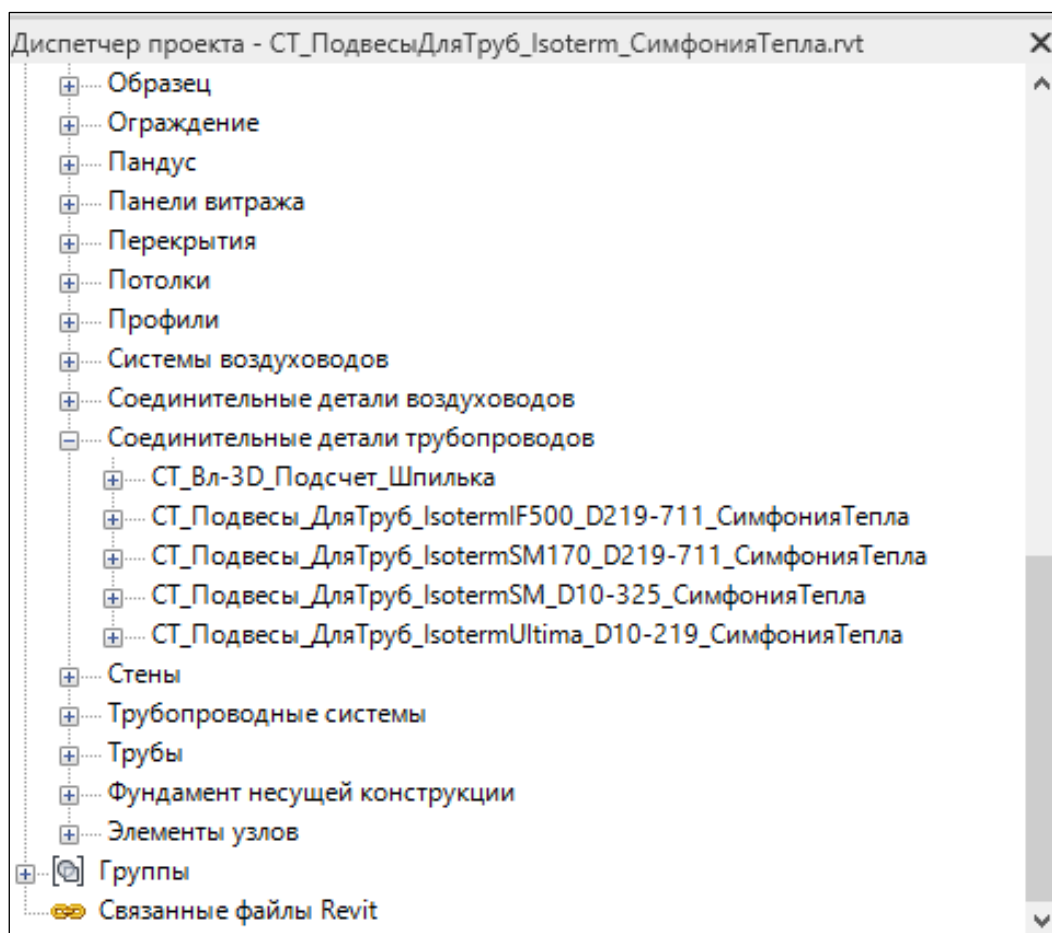 Диспетчер проекта - СТ_ПодвесыДляТруб_Isoterm_СимфонияТепла.rvt
Образец
Ограждение
Пандус
Панели витража
Перекрытия
Потолки
Профили
Системы воздуховодов
Соединительные детали воздуховодов
Соединительные детали трубопроводов
СТ_Вл-3D_Подсчет_Шпилька
СТ_Подвесы_ДляТруб_IsotermIF500_D219-711_СимфонияТепла
СТ_Подвесы_ДляТруб_IsotermSM170_D219-711_СимфонияТепла
СТ_Подвесы_ДляТруб_IsotermSM_D10-325_СимфонияТепла
СТ_Подвесы_ДляТруб_IsotermUltima_D10-219_СимфонияТепла
Стены
Трубопроводные системы
Трубы
Фундамент несущей конструкции
Элементы узлов
Группы
Связанные файлы Revit